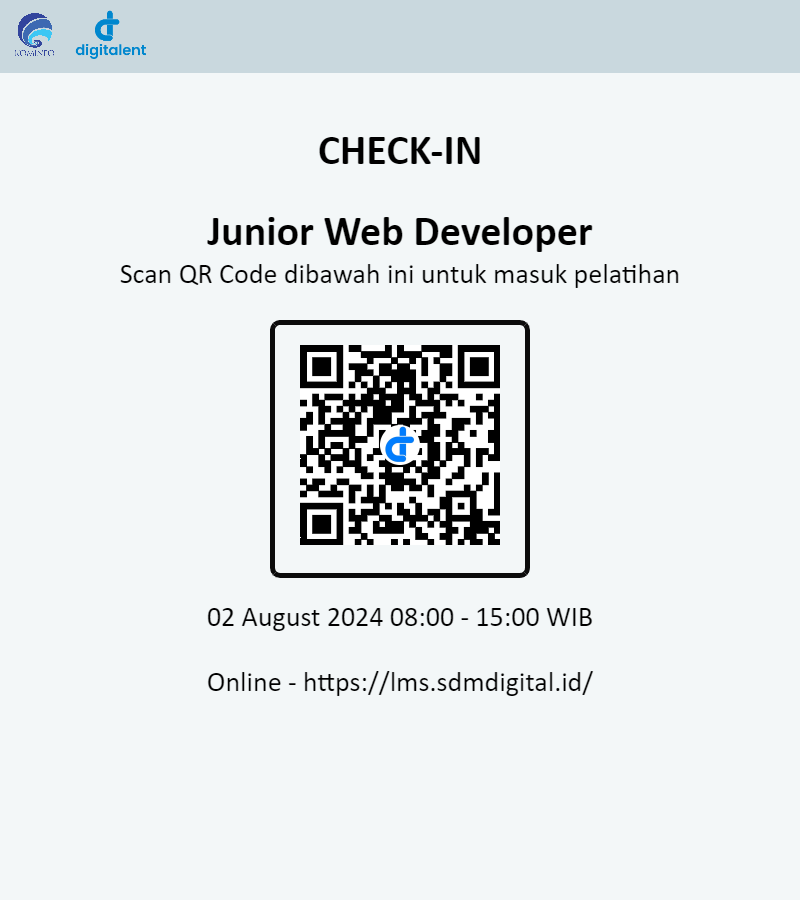 KOMINFO
digitalent
CHECK-IN
Junior Web Developer
Scan QR Code dibawah ini untuk masuk pelatihan
02 August 2024 08:00 - 15:00 WIB
Online - https://lms.sdmdigital.id/